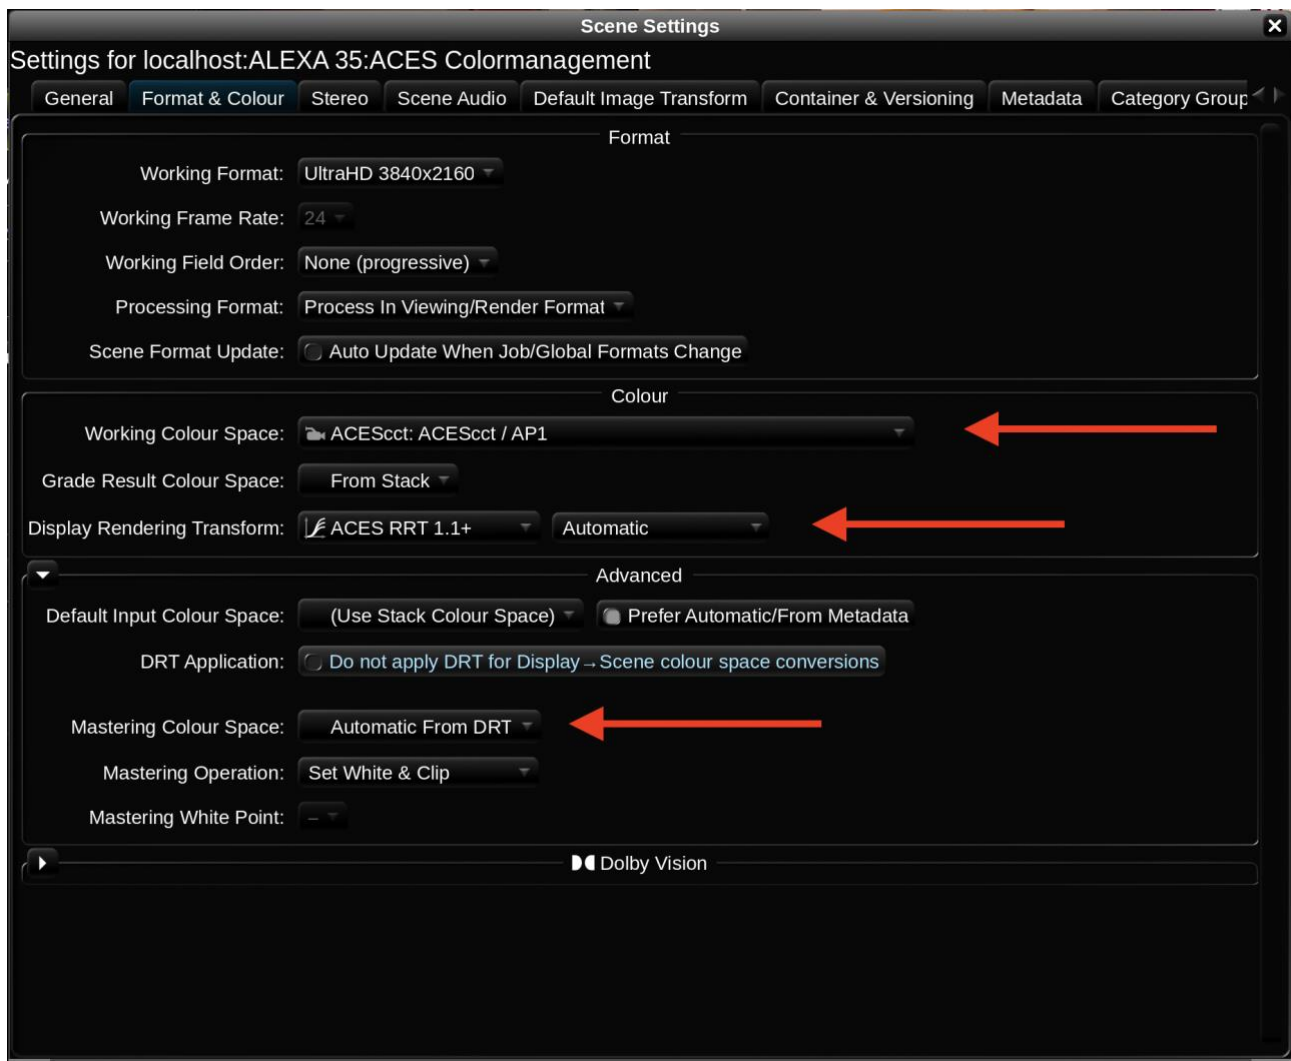 Scene Settings
Settings for localhost:ALEXA 35:ACES Colormanagement
General Format & Colour Stereo Scene Audio Default Image Transform Container & Versioning Metadata Category Group
Format
Working Format: UltraHD 3840x2160
Working Frame Rate: 24
Working Field Order: None (progressive)
Processing Format: Process In Viewing/Render Format
Scene Format Update: Auto Update When Job/Global Formats Change
Colour
Working Colour Space: ACEScct: ACEScct / AP1
Grade Result Colour Space: From Stack
Display Rendering Transform: ACES RRT 1.1+ Automatic
Advanced
Default Input Colour Space: (Use Stack Colour Space) Prefer Automatic/From Metadata
DRT Application: Do not apply DRT for Display→Scene colour space conversions
Mastering Colour Space: Automatic From DRT
Mastering Operation: Set White & Clip
Mastering White Point: –
Dolby Vision